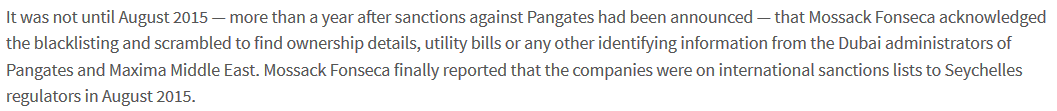 It was not until August 2015 — more than a year after sanctions against Pangates had been announced — that Mossack Fonseca acknowledged
the blacklisting and scrambled to find ownership details, utility bills or any other identifying information from the Dubai administrators of
Pangates and Maxima Middle East. Mossack Fonseca finally reported that the companies were on international sanctions lists to Seychelles
regulators in August 2015.